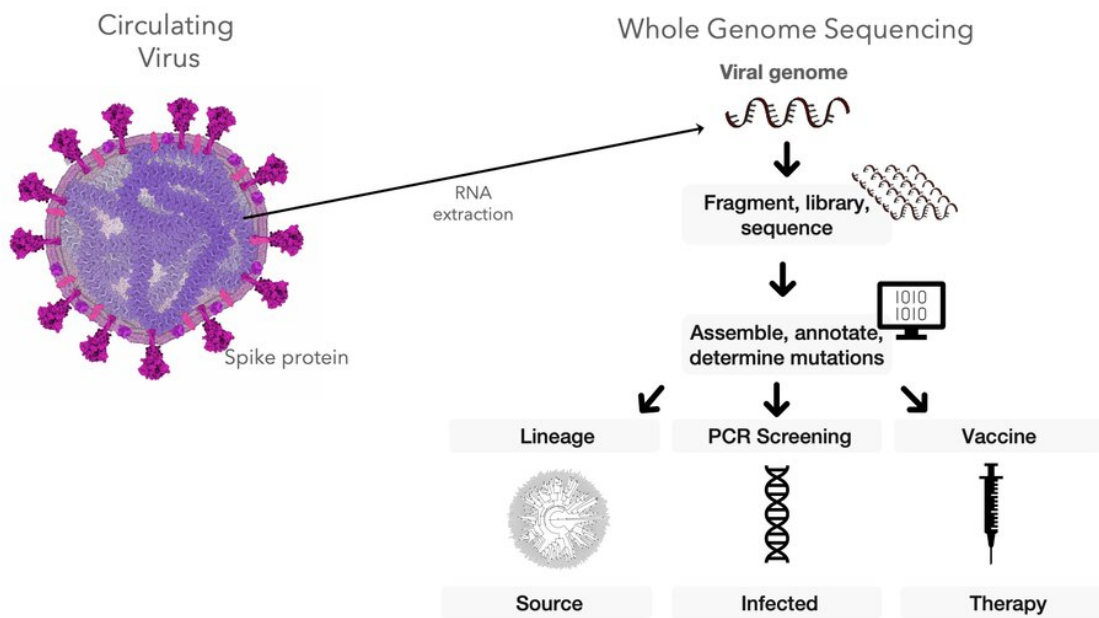 Circulating
Virus
Whole Genome Sequencing
Viral genome
RNA
extraction
Fragment, library,
sequence
1010
1010
Assemble, annotate,
determine mutations
Spike protein
Lineage
PCR Screening
Vaccine
Source
Infected
Therapy